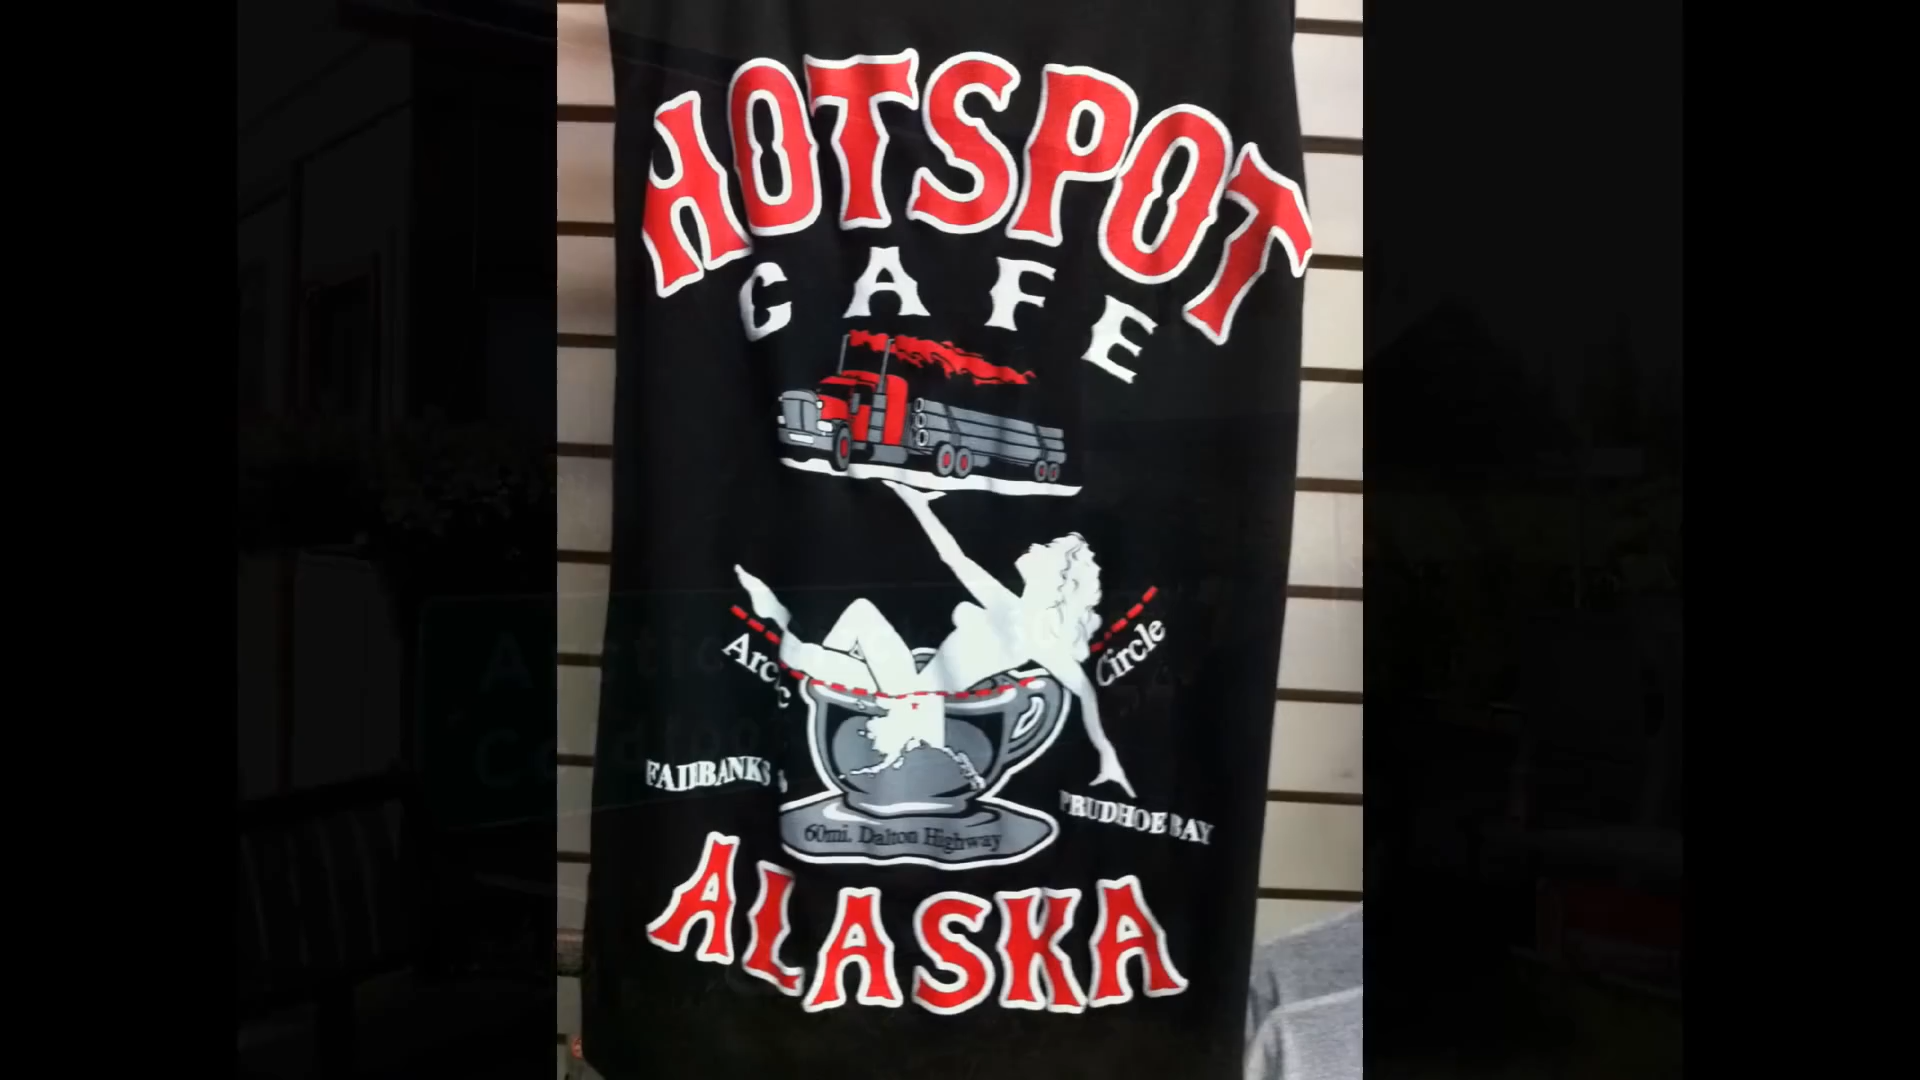 HOTSPOT
CAFE
Arctic Circle
FAIRBANKS
PRUDHOE BAY
60mi. Dalton Highway
ALASKA